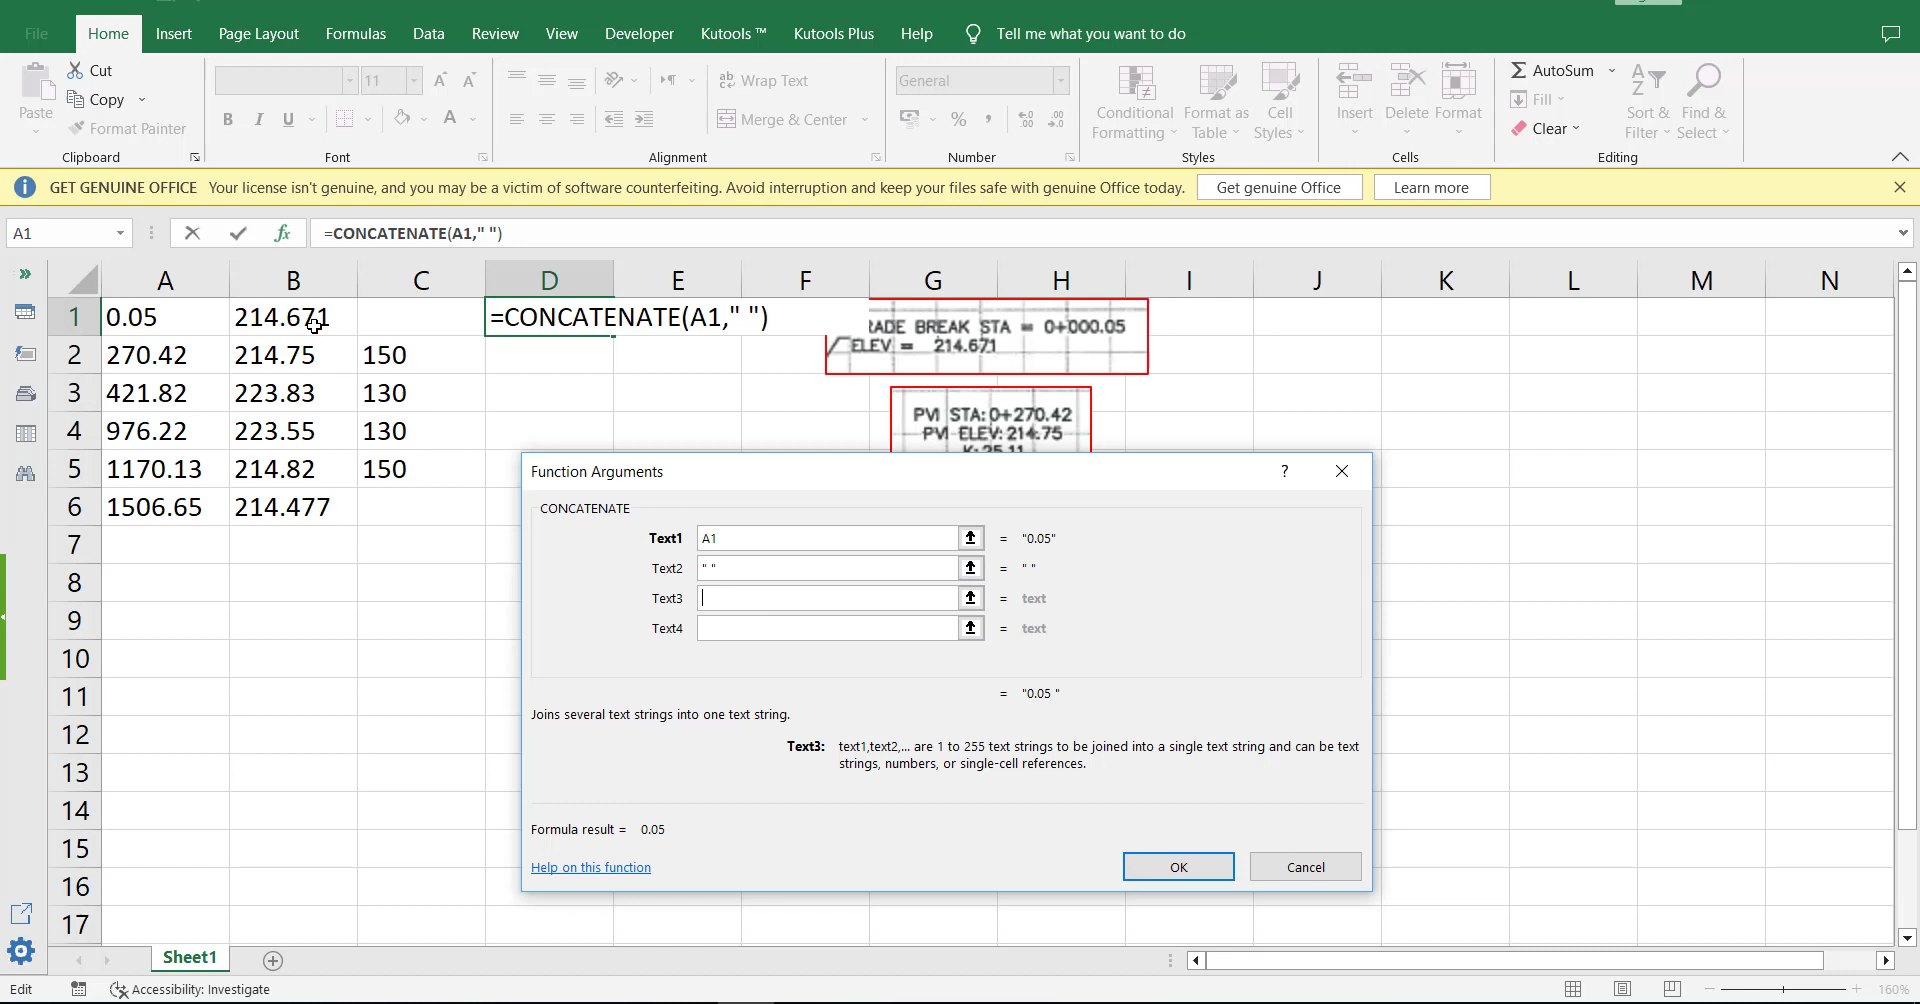 File Home Insert Page Layout Formulas Data Review View Developer Kutools ™ Kutools Plus Help Tell me what you want to do
Cut
Copy
Format Painter
Paste
Clipboard
11
B I U A
Font
Wrap Text
Merge & Center
Alignment
General
%
Number
Conditional Formatting
Format as Table
Cell Styles
Styles
Insert Delete Format
Cells
AutoSum
Fill
Clear
Sort & Filter
Find & Select
Editing
GET GENUINE OFFICE Your license isn't genuine, and you may be a victim of software counterfeiting. Avoid interruption and keep your files safe with genuine Office today. Get genuine Office Learn more
A1 fx =CONCATENATE(A1," ")
A B C D E F G H I J K L M N
1 0.05 214.671 =CONCATENATE(A1," ")
2 270.42 214.75 150
3 421.82 223.83 130
4 976.22 223.55 130
5 1170.13 214.82 150
6 1506.65 214.477
7
8
9
10
11
12
13
14
15
16
17
RADE BREAK STA = 0+000.05
ELEV = 214.671
PVI STA: 0+270.42
PVI ELEV: 214.75
K: 25.11
Function Arguments ?
CONCATENATE
Text1 A1 = "0.05"
Text2 " " = " "
Text3 = text
Text4 = text
= "0.05 "
Joins several text strings into one text string.
Text3: text1,text2,... are 1 to 255 text strings to be joined into a single text string and can be text
strings, numbers, or single-cell references.
Formula result = 0.05
Help on this function
OK Cancel
Sheet1
Edit Accessibility: Investigate 160%